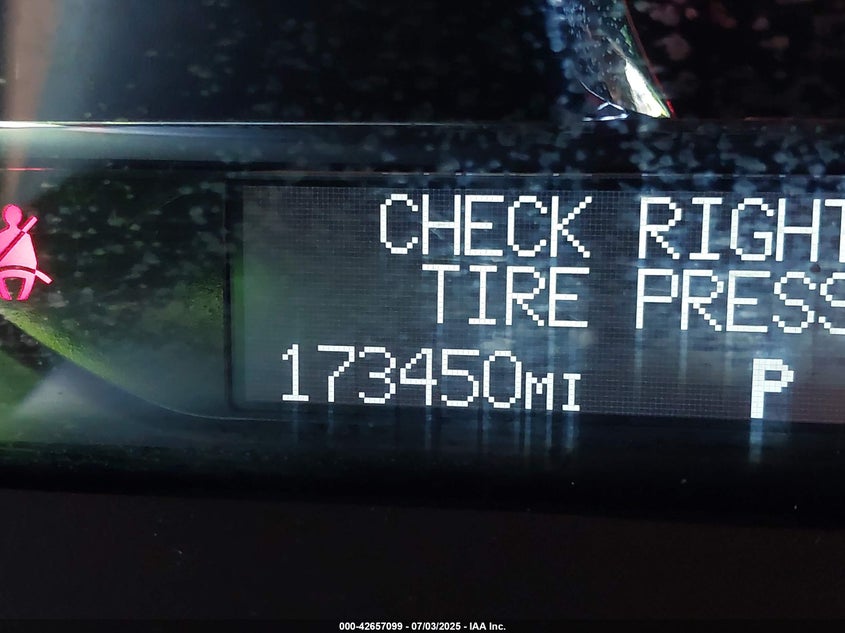 CHECK RIGHT
TIRE PRESS
173450MI P
000-42657099 - 07/03/2025 - IAA Inc.